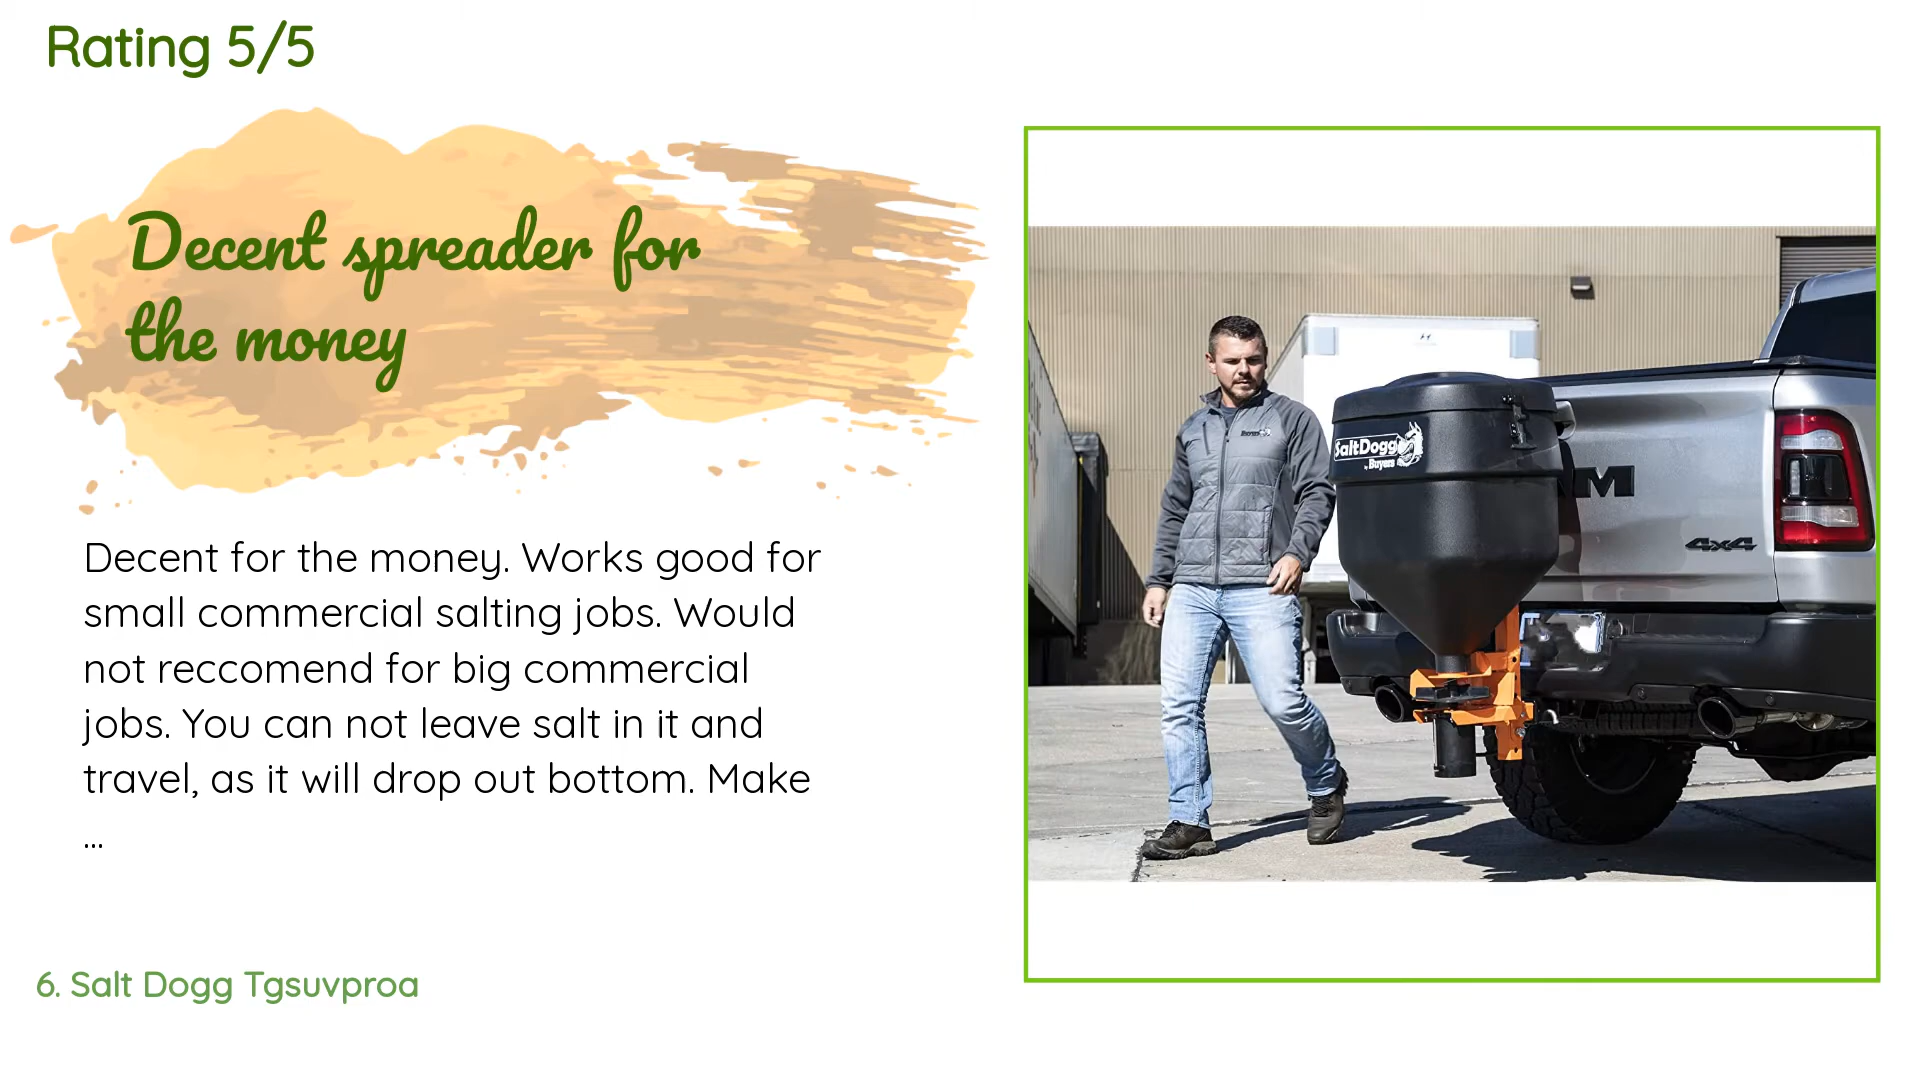 Rating 5/5
Decent spreader for
the money
Decent for the money. Works good for
small commercial salting jobs. Would
not reccomend for big commercial
jobs. You can not leave salt in it and
travel, as it will drop out bottom. Make
...
6. Salt Dogg Tgsuvproa
SaltDogg
by Buyers
4x4